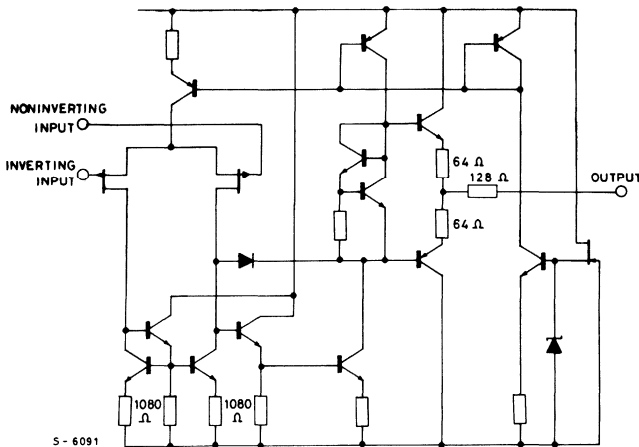 NONINVERTING
INPUT
INVERTING
INPUT
64 Ω
128 Ω
OUTPUT
64 Ω
1080
Ω
1080
Ω
S-6091